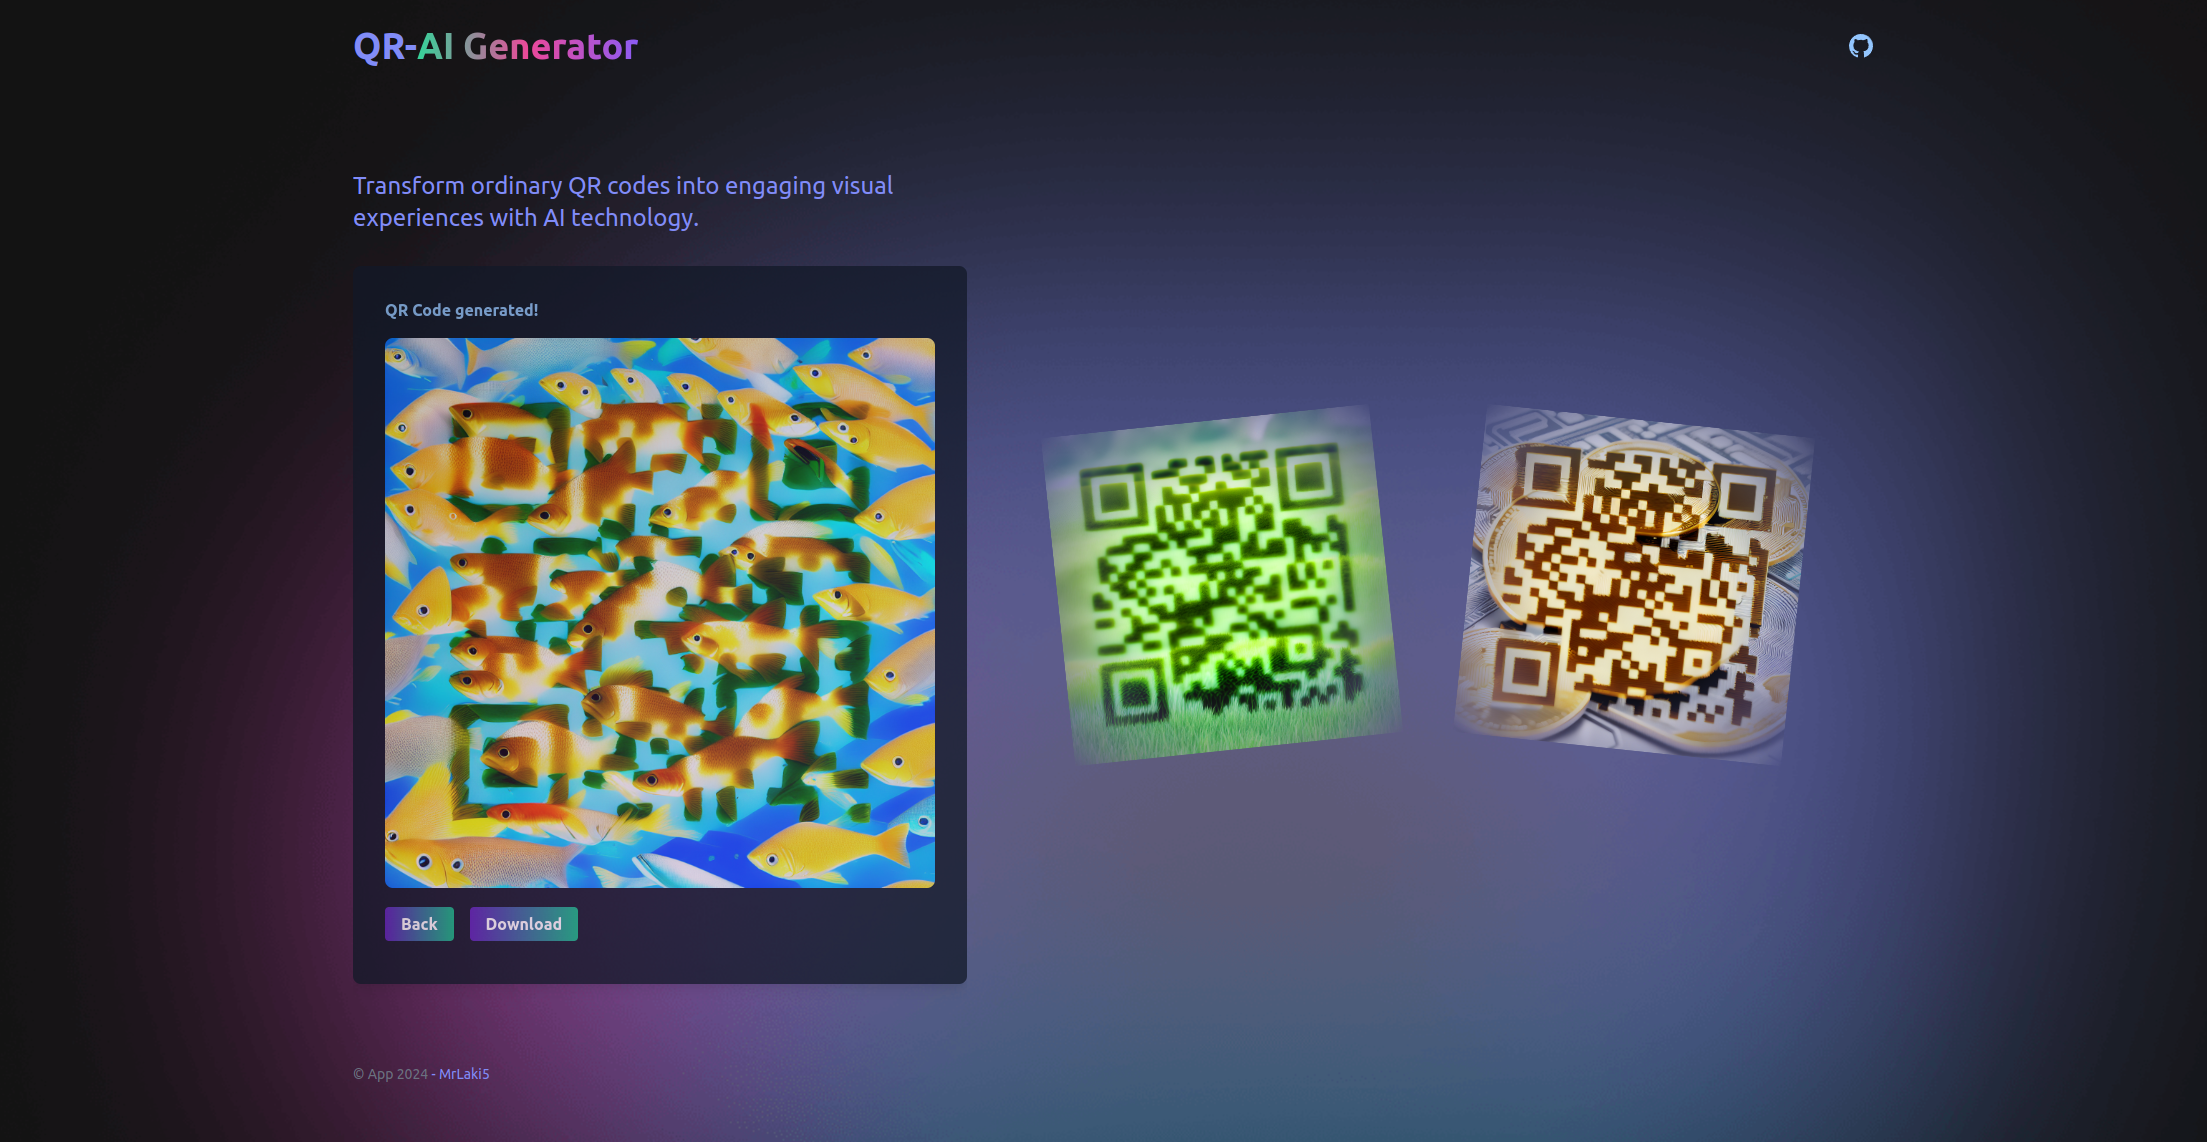 QR-AI Generator
Transform ordinary QR codes into engaging visual
experiences with AI technology.
QR Code generated!
Back
Download
© App 2024 - MrLaki5